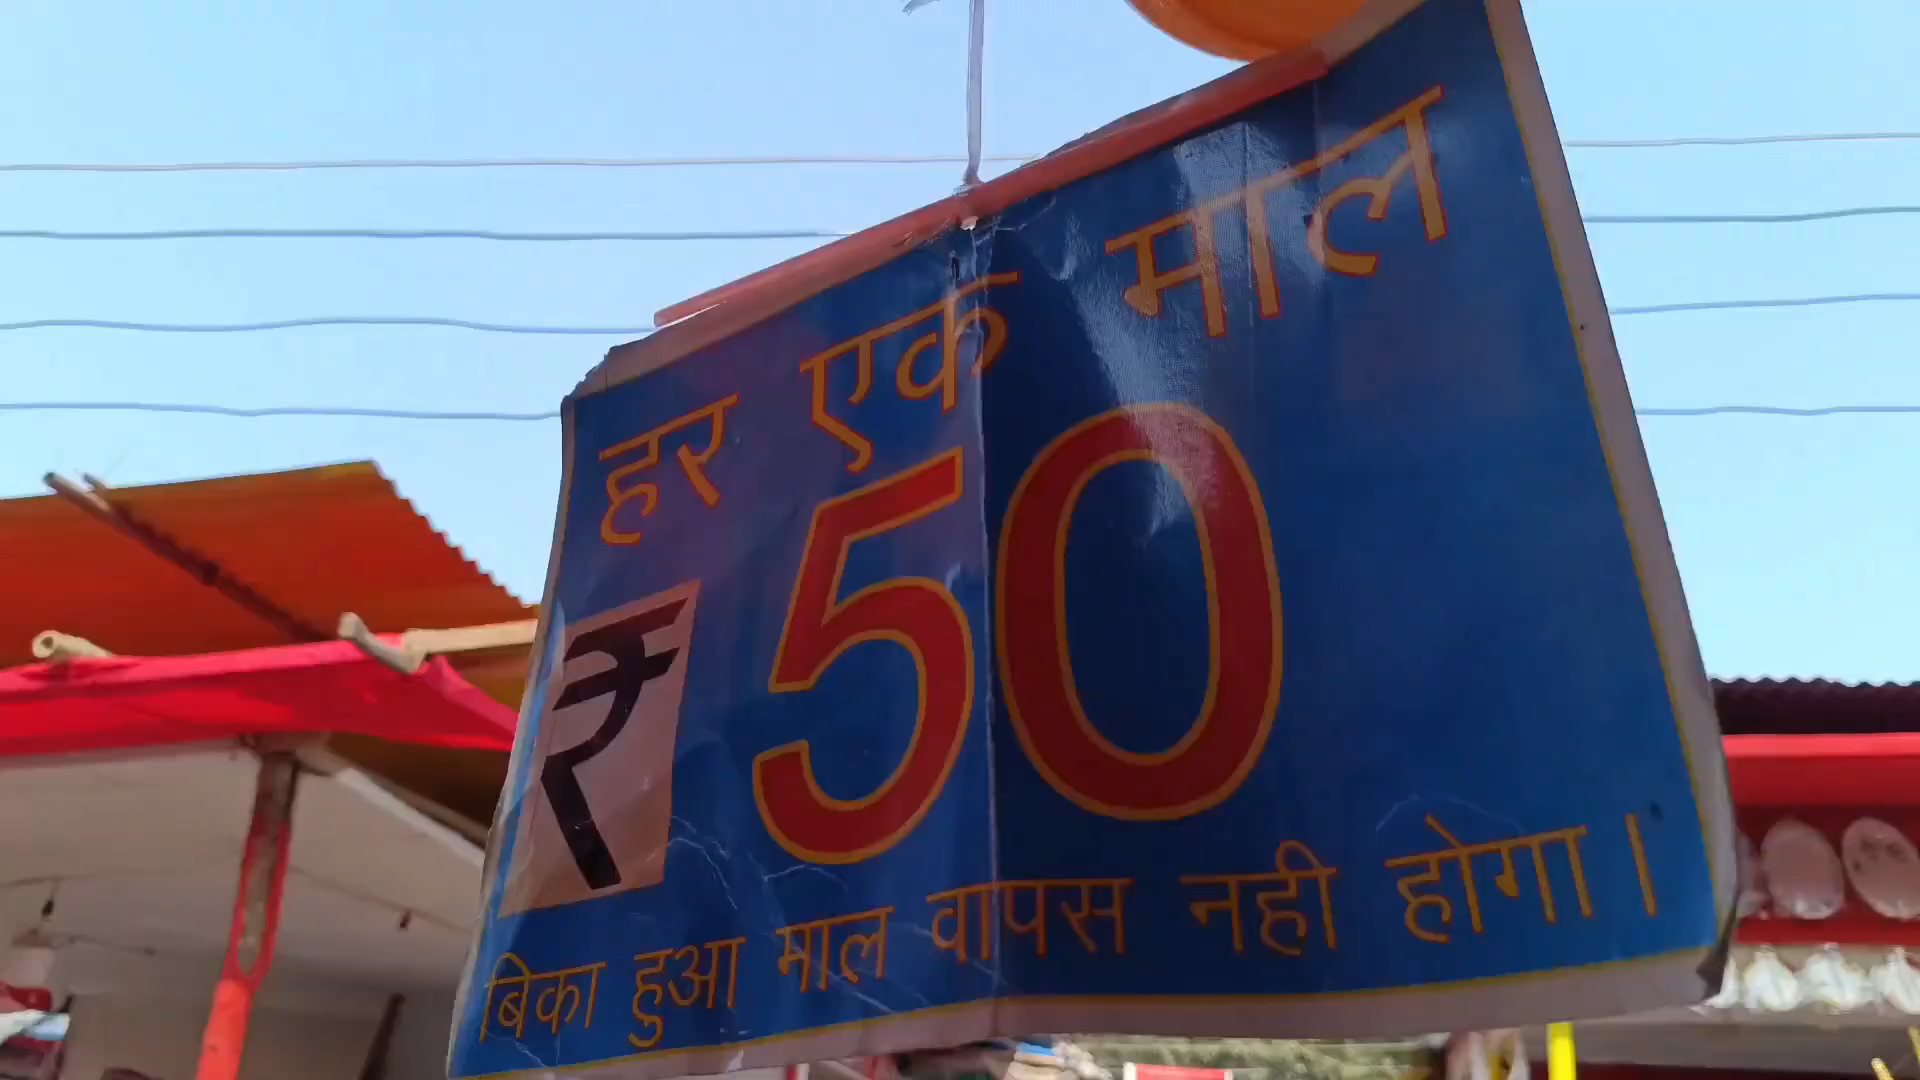 हर एक माल
₹ 50
बिका हुआ माल वापस नही होगा।